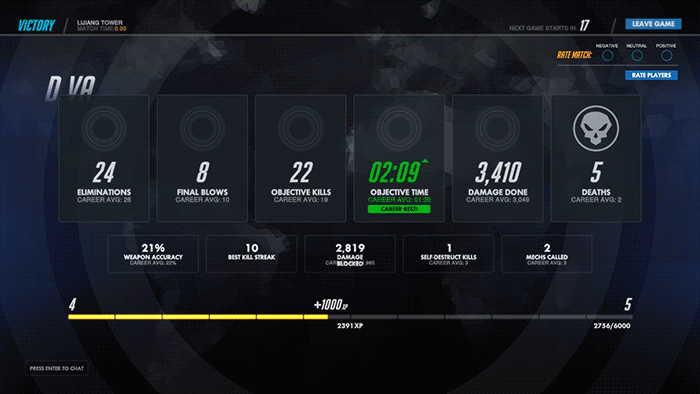 VICTORY
LIJIANG TOWER
MATCH TIME: 0:00
NEXT GAME STARTS IN: 17
LEAVE GAME
RATE MATCH:
NEGATIVE
NEUTRAL
POSITIVE
RATE PLAYERS
D.VA
24
ELIMINATIONS
CAREER AVG: 26
8
FINAL BLOWS
CAREER AVG: 10
22
OBJECTIVE KILLS
CAREER AVG: 19
02:09
OBJECTIVE TIME
CAREER AVG: 01:30
CAREER BEST!
3,410
DAMAGE DONE
CAREER AVG: 3,049
5
DEATHS
CAREER AVG: 2
21%
WEAPON ACCURACY
CAREER AVG: 22%
10
BEST KILL STREAK
2,819
DAMAGE
BLOCKED
1
SELF-DESTRUCT KILLS
CAREER AVG: 3
2
MECHS CALLED
CAREER AVG: 3
4
+1000 XP
5
2391 XP
2756/6000
PRESS ENTER TO CHAT